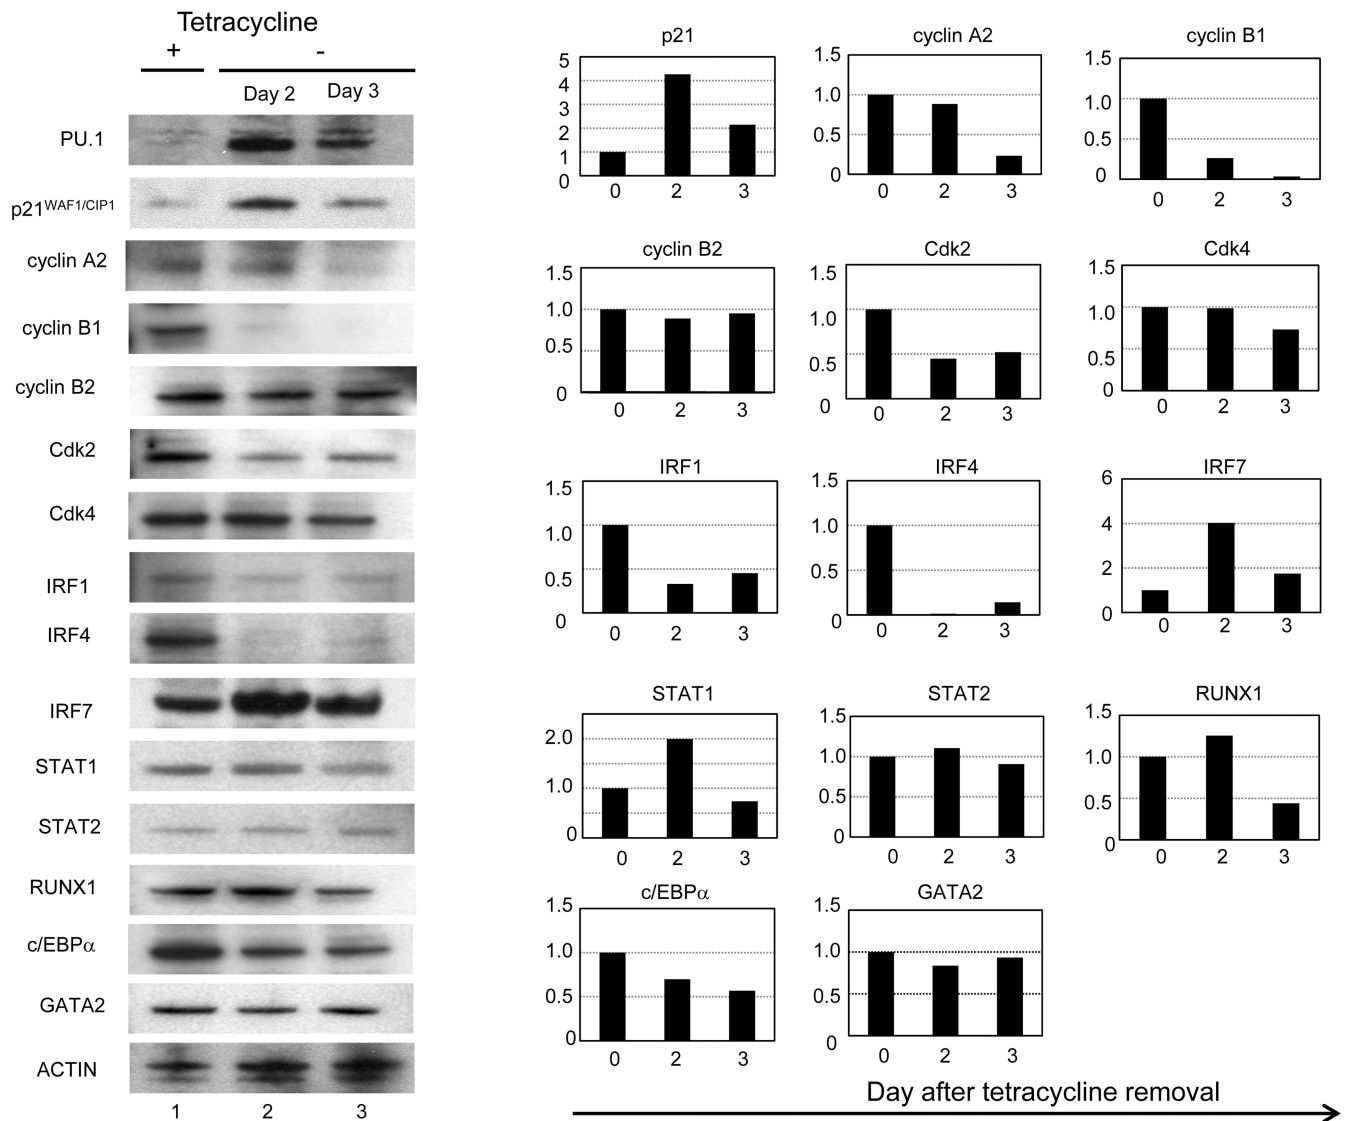 Tetracycline
+ -
Day 2 Day 3
PU.1
p21WAF1/CIP1
cyclin A2
cyclin B1
cyclin B2
Cdk2
Cdk4
IRF1
IRF4
IRF7
STAT1
STAT2
RUNX1
c/EBPα
GATA2
ACTIN
1 2 3
p21
5
4
3
2
1
0
0 2 3
cyclin A2
1.5
1.0
0.5
0
0 2 3
cyclin B1
1.5
1.0
0.5
0
0 2 3
cyclin B2
1.5
1.0
0.5
0
0 2 3
Cdk2
1.5
1.0
0.5
0
0 2 3
Cdk4
1.5
1.0
0.5
0
0 2 3
IRF1
1.5
1.0
0.5
0
0 2 3
IRF4
1.5
1.0
0.5
0
0 2 3
IRF7
6
4
2
0
0 2 3
STAT1
2.0
1.0
0
0 2 3
STAT2
1.5
1.0
0.5
0
0 2 3
RUNX1
1.5
1.0
0.5
0
0 2 3
c/EBPα
1.5
1.0
0.5
0
0 2 3
GATA2
1.5
1.0
0.5
0
0 2 3
Day after tetracycline removal